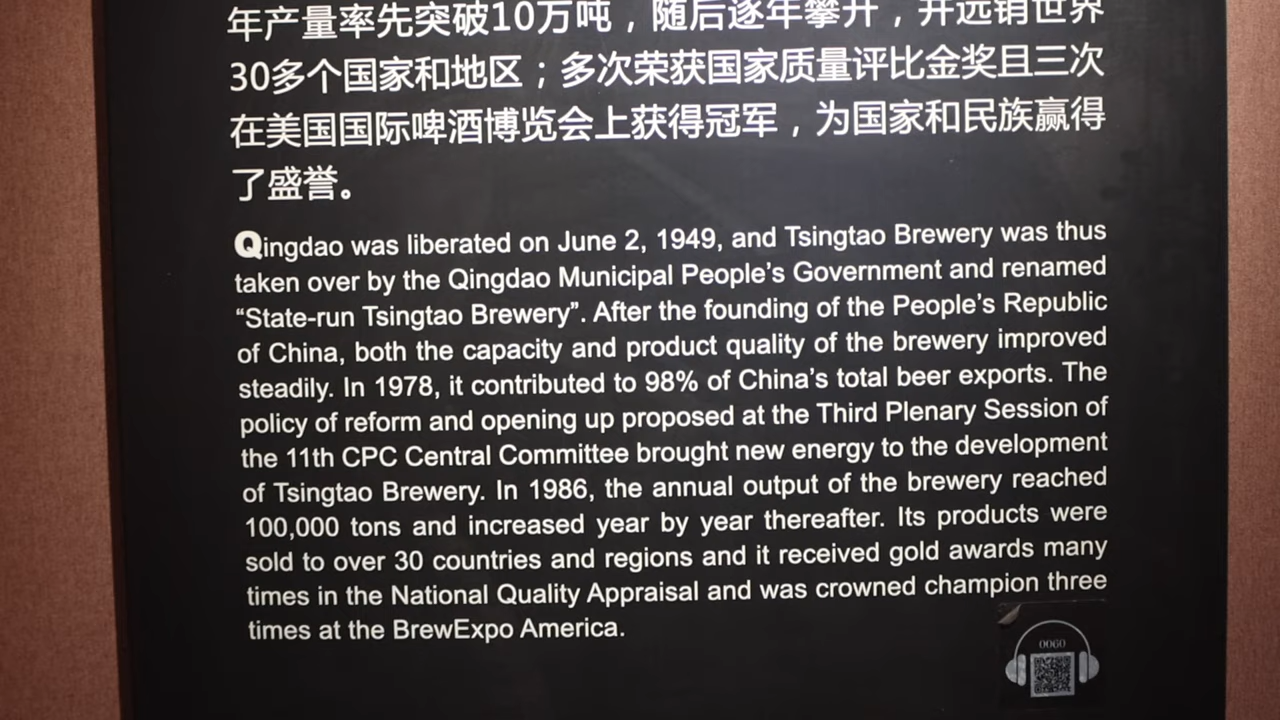 年产量率先突破10万吨，随后逐年攀升，并远销世界
30多个国家和地区；多次荣获国家质量评比金奖且三次
在美国国际啤酒博览会上获得冠军，为国家和民族赢得
了盛誉。
Qingdao was liberated on June 2, 1949, and Tsingtao Brewery was thus
taken over by the Qingdao Municipal People's Government and renamed
“State-run Tsingtao Brewery”. After the founding of the People's Republic
of China, both the capacity and product quality of the brewery improved
steadily. In 1978, it contributed to 98% of China's total beer exports. The
policy of reform and opening up proposed at the Third Plenary Session of
the 11th CPC Central Committee brought new energy to the development
of Tsingtao Brewery. In 1986, the annual output of the brewery reached
100,000 tons and increased year by year thereafter. Its products were
sold to over 30 countries and regions and it received gold awards many
times in the National Quality Appraisal and was crowned champion three
times at the BrewExpo America.
0060